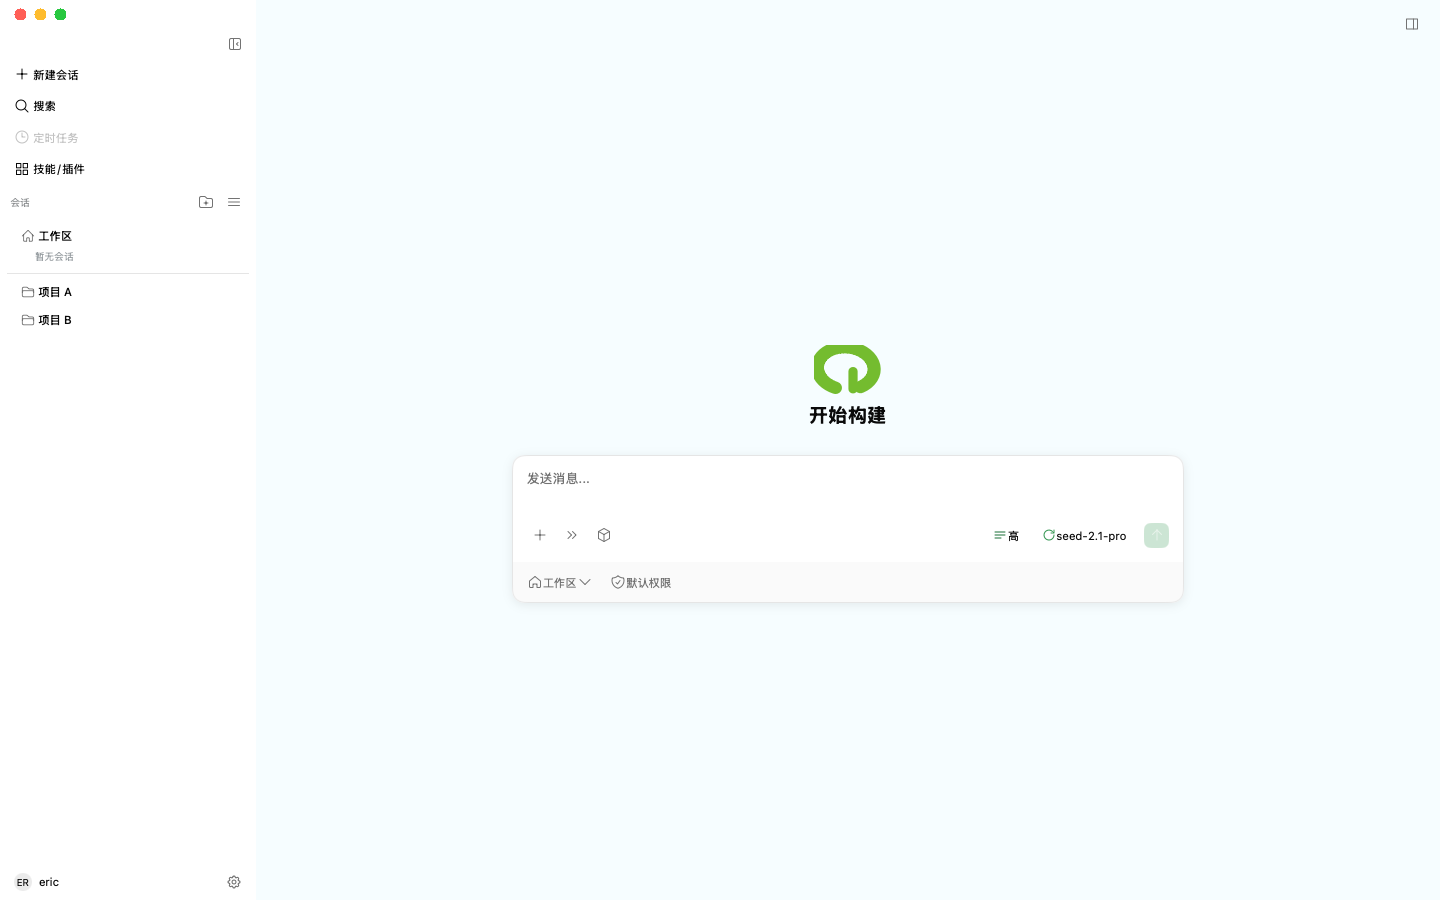 新建会话
搜索
定时任务
技能/插件
会话
工作区
暂无会话
项目 A
项目 B
开始构建
发送消息...
高
seed-2.1-pro
工作区
默认权限
ER
eric